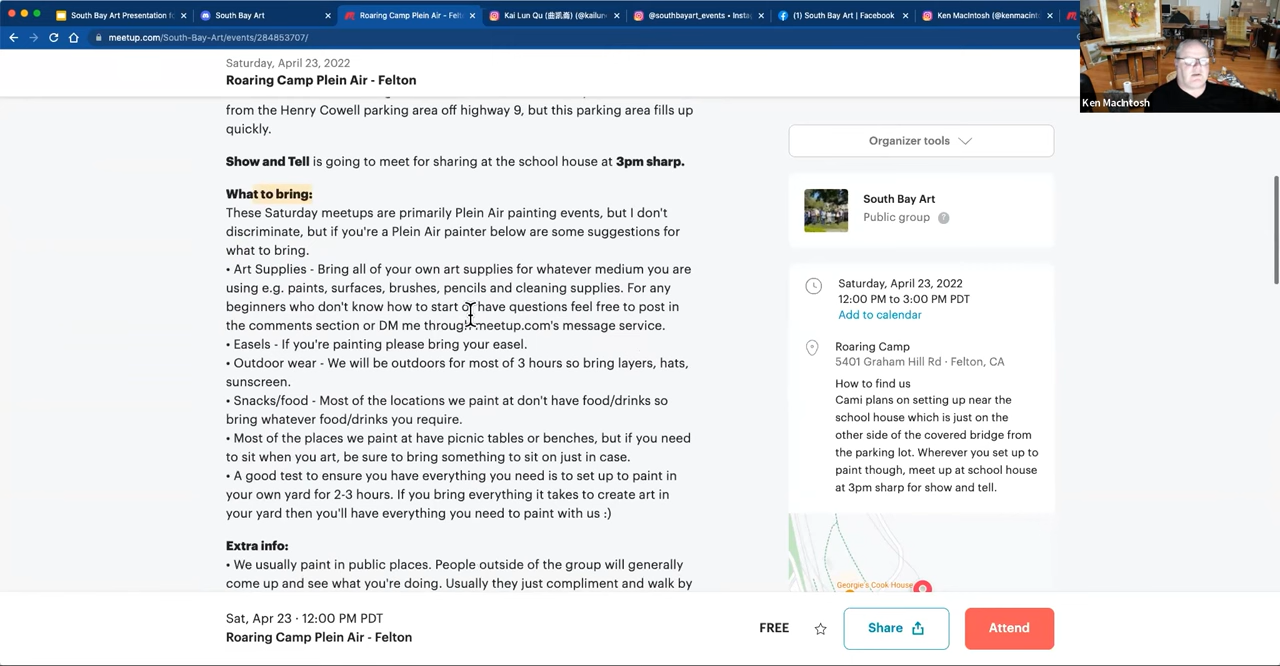 South Bay Art Presentation fo
South Bay Art
Roaring Camp Plein Air - Felt
Kai Lun Qu (曲凯崙) (@kailun
@southbayart_events • Insta
(1) South Bay Art | Facebook
Ken MacIntosh (@kenmacint
meetup.com/South-Bay-Art/events/284853707/
Ken MacIntosh
Saturday, April 23, 2022
Roaring Camp Plein Air - Felton
from the Henry Cowell parking area off highway 9, but this parking area fills up
quickly.
Show and Tell is going to meet for sharing at the school house at 3pm sharp.
What to bring:
These Saturday meetups are primarily Plein Air painting events, but I don't
discriminate, but if you're a Plein Air painter below are some suggestions for
what to bring.
• Art Supplies - Bring all of your own art supplies for whatever medium you are
using e.g. paints, surfaces, brushes, pencils and cleaning supplies. For any
beginners who don't know how to start or have questions feel free to post in
the comments section or DM me through meetup.com's message service.
• Easels - If you're painting please bring your easel.
• Outdoor wear - We will be outdoors for most of 3 hours so bring layers, hats,
sunscreen.
• Snacks/food - Most of the locations we paint at don't have food/drinks so
bring whatever food/drinks you require.
• Most of the places we paint at have picnic tables or benches, but if you need
to sit when you art, be sure to bring something to sit on just in case.
• A good test to ensure you have everything you need is to set up to paint in
your own yard for 2-3 hours. If you bring everything it takes to create art in
your yard then you'll have everything you need to paint with us :)
Extra info:
• We usually paint in public places. People outside of the group will generally
come up and see what you're doing. Usually they just compliment and walk by
Organizer tools
South Bay Art
Public group ?
Saturday, April 23, 2022
12:00 PM to 3:00 PM PDT
Add to calendar
Roaring Camp
5401 Graham Hill Rd · Felton, CA
How to find us
Cami plans on setting up near the
school house which is just on the
other side of the covered bridge from
the parking lot. Wherever you set up to
paint though, meet up at school house
at 3pm sharp for show and tell.
Georgie's Cook House
Sat, Apr 23 · 12:00 PM PDT
Roaring Camp Plein Air - Felton
FREE
Share
Attend